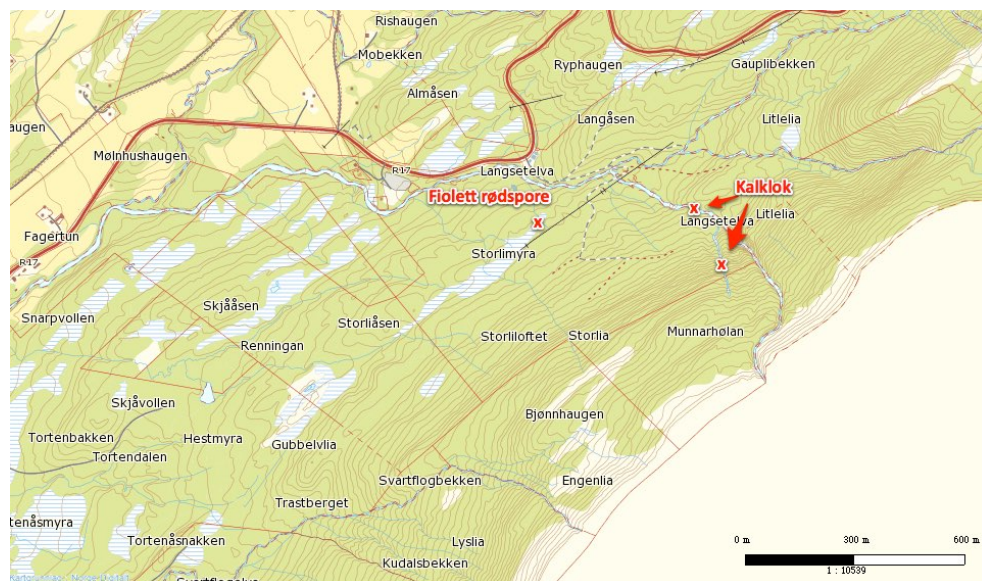 Rishaugen
Mobekken
Ryphaugen
Gauplibekken
Almåsen
Langåsen
Litlelia
augen
Mølnhushaugen
R17
Langsetelva
Fiolett rødspore
x
Kalklok
x
Langsetelva
Litlelia
x
Fagertun
R17
Storlimyra
Skjååsen
Snarpvollen
Storliåsen
Renningan
Storliloftet
Storlia
Munnarhølan
Skjåvollen
Bjønnhaugen
Tortenbakken
Hestmyra
Gubbelvlia
Tortendalen
Svartflogbekken
Engenlia
Trastberget
tenåsmyra
Tortenåsnakken
Lyslia
Kudalsbekken
0 m 300 m 600 m
1 : 10539